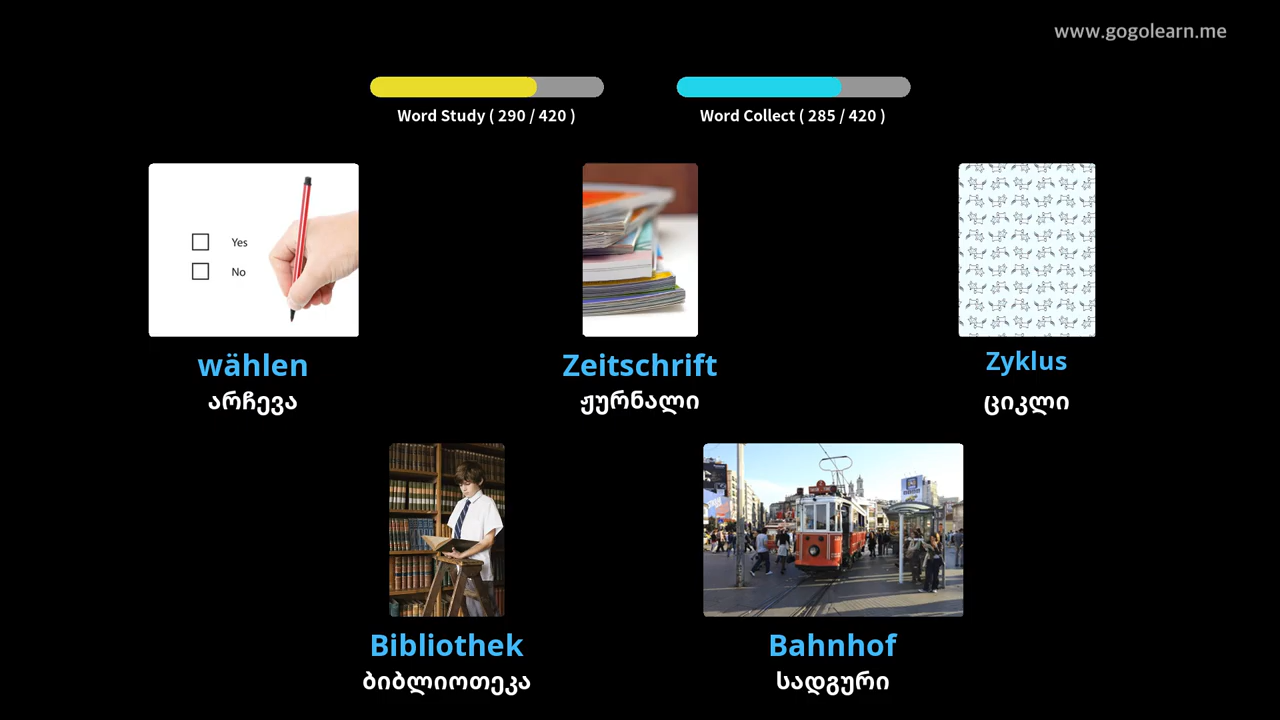 www.gogolearn.me
Word Study ( 290 / 420 )
Word Collect ( 285 / 420 )
Yes
No
wählen
Zeitschrift
Zyklus
არჩევა
ჟურნალი
ციკლი
Bibliothek
Bahnhof
ბიბლიოთეკა
სადგური